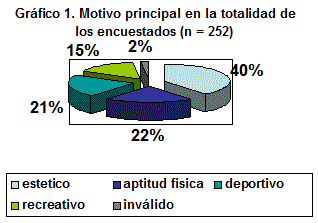 Gráfico 1. Motivo principal en la totalidad de
los encuestados (n = 252)
2%
15%
40%
21%
22%
estetico aptitud fisica deportivo
recreativo inválido